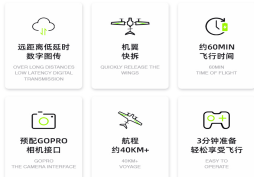 远距离低延时
数字图传
OVER LONG DISTANCES
LOW LATENCY DIGITAL
TRANSMISSION
机翼
快拆
QUICKLY RELEASE THE
WINGS
约60MIN
飞行时间
60MIN
TIME OF FLIGHT
预配GOPRO
相机接口
GOPRO
THE CAMERA INTERFACE
航程
约40KM+
40KM+
VOYAGE
3分钟准备
轻松享受飞行
EASY TO
OPERATE